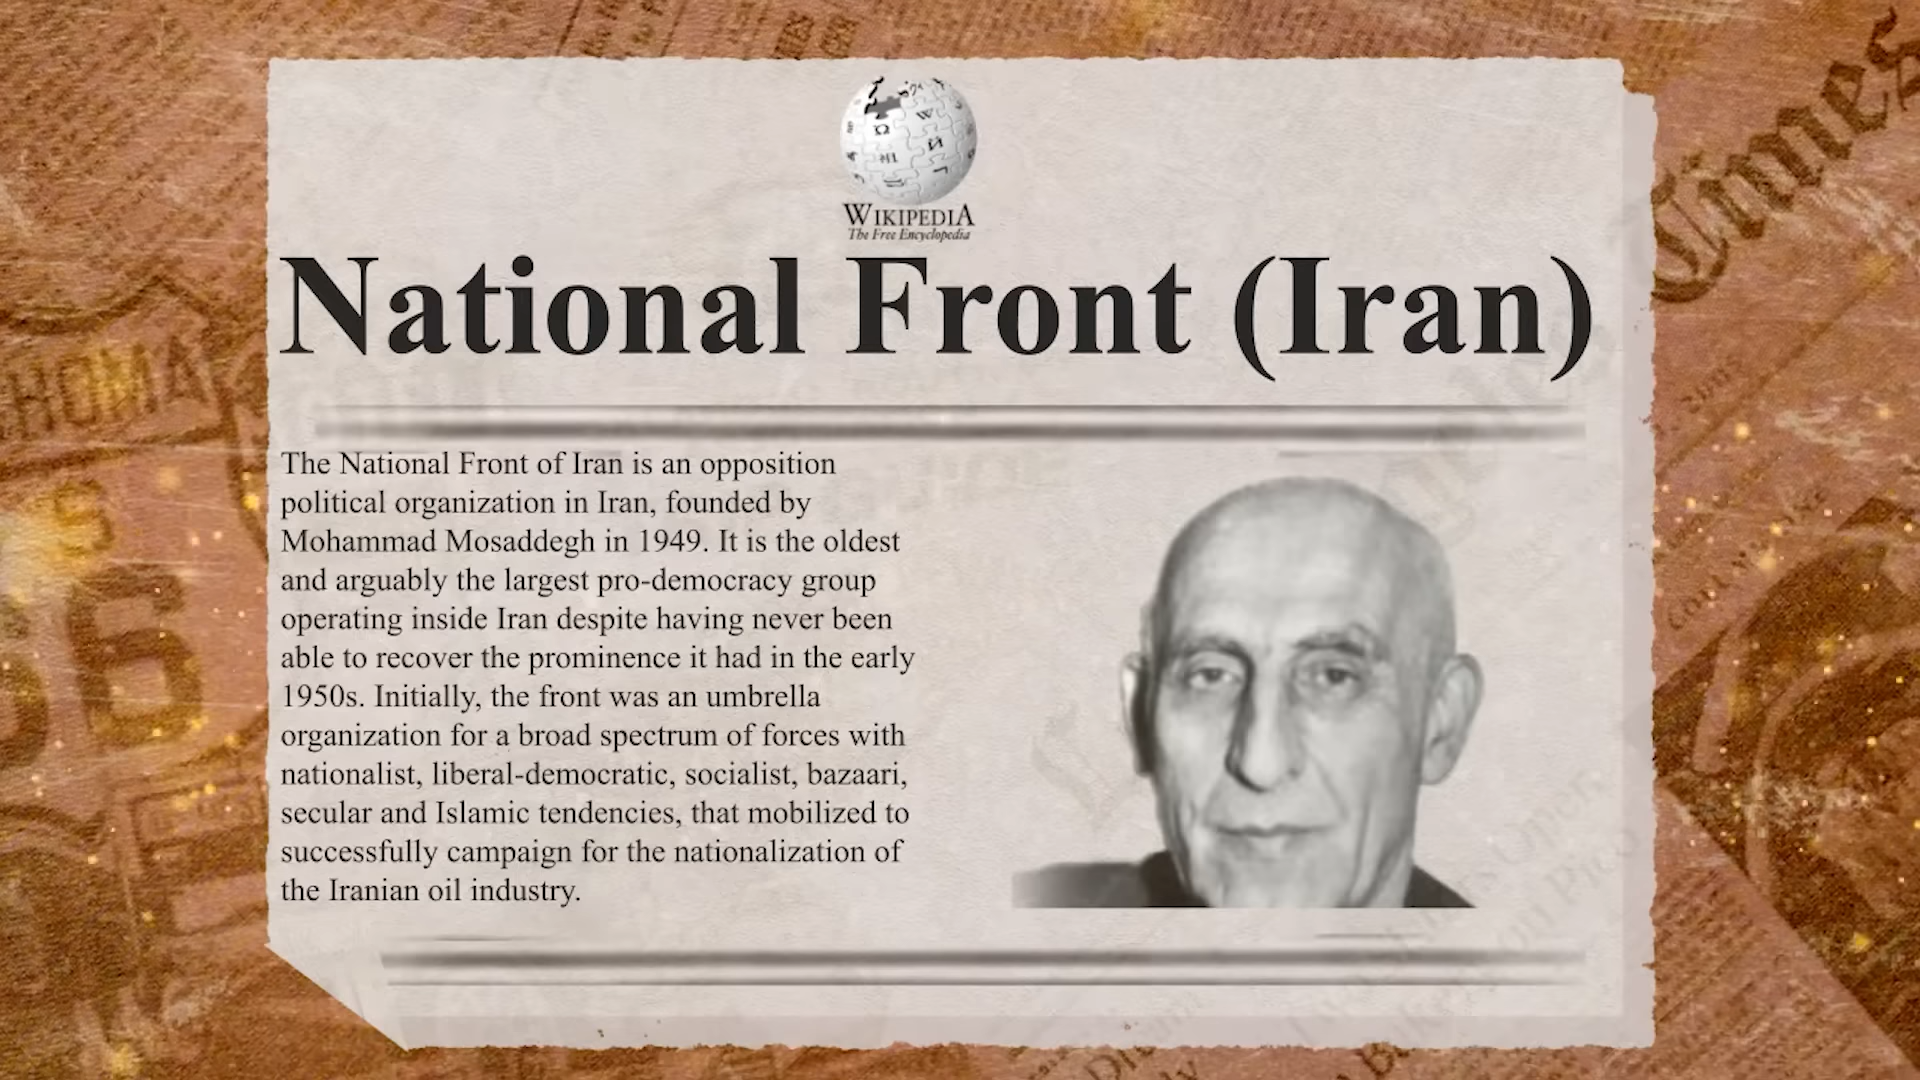 WIKIPEDIA
The Free Encyclopedia
National Front (Iran)
The National Front of Iran is an opposition
political organization in Iran, founded by
Mohammad Mosaddegh in 1949. It is the oldest
and arguably the largest pro-democracy group
operating inside Iran despite having never been
able to recover the prominence it had in the early
1950s. Initially, the front was an umbrella
organization for a broad spectrum of forces with
nationalist, liberal-democratic, socialist, bazaari,
secular and Islamic tendencies, that mobilized to
successfully campaign for the nationalization of
the Iranian oil industry.
Times